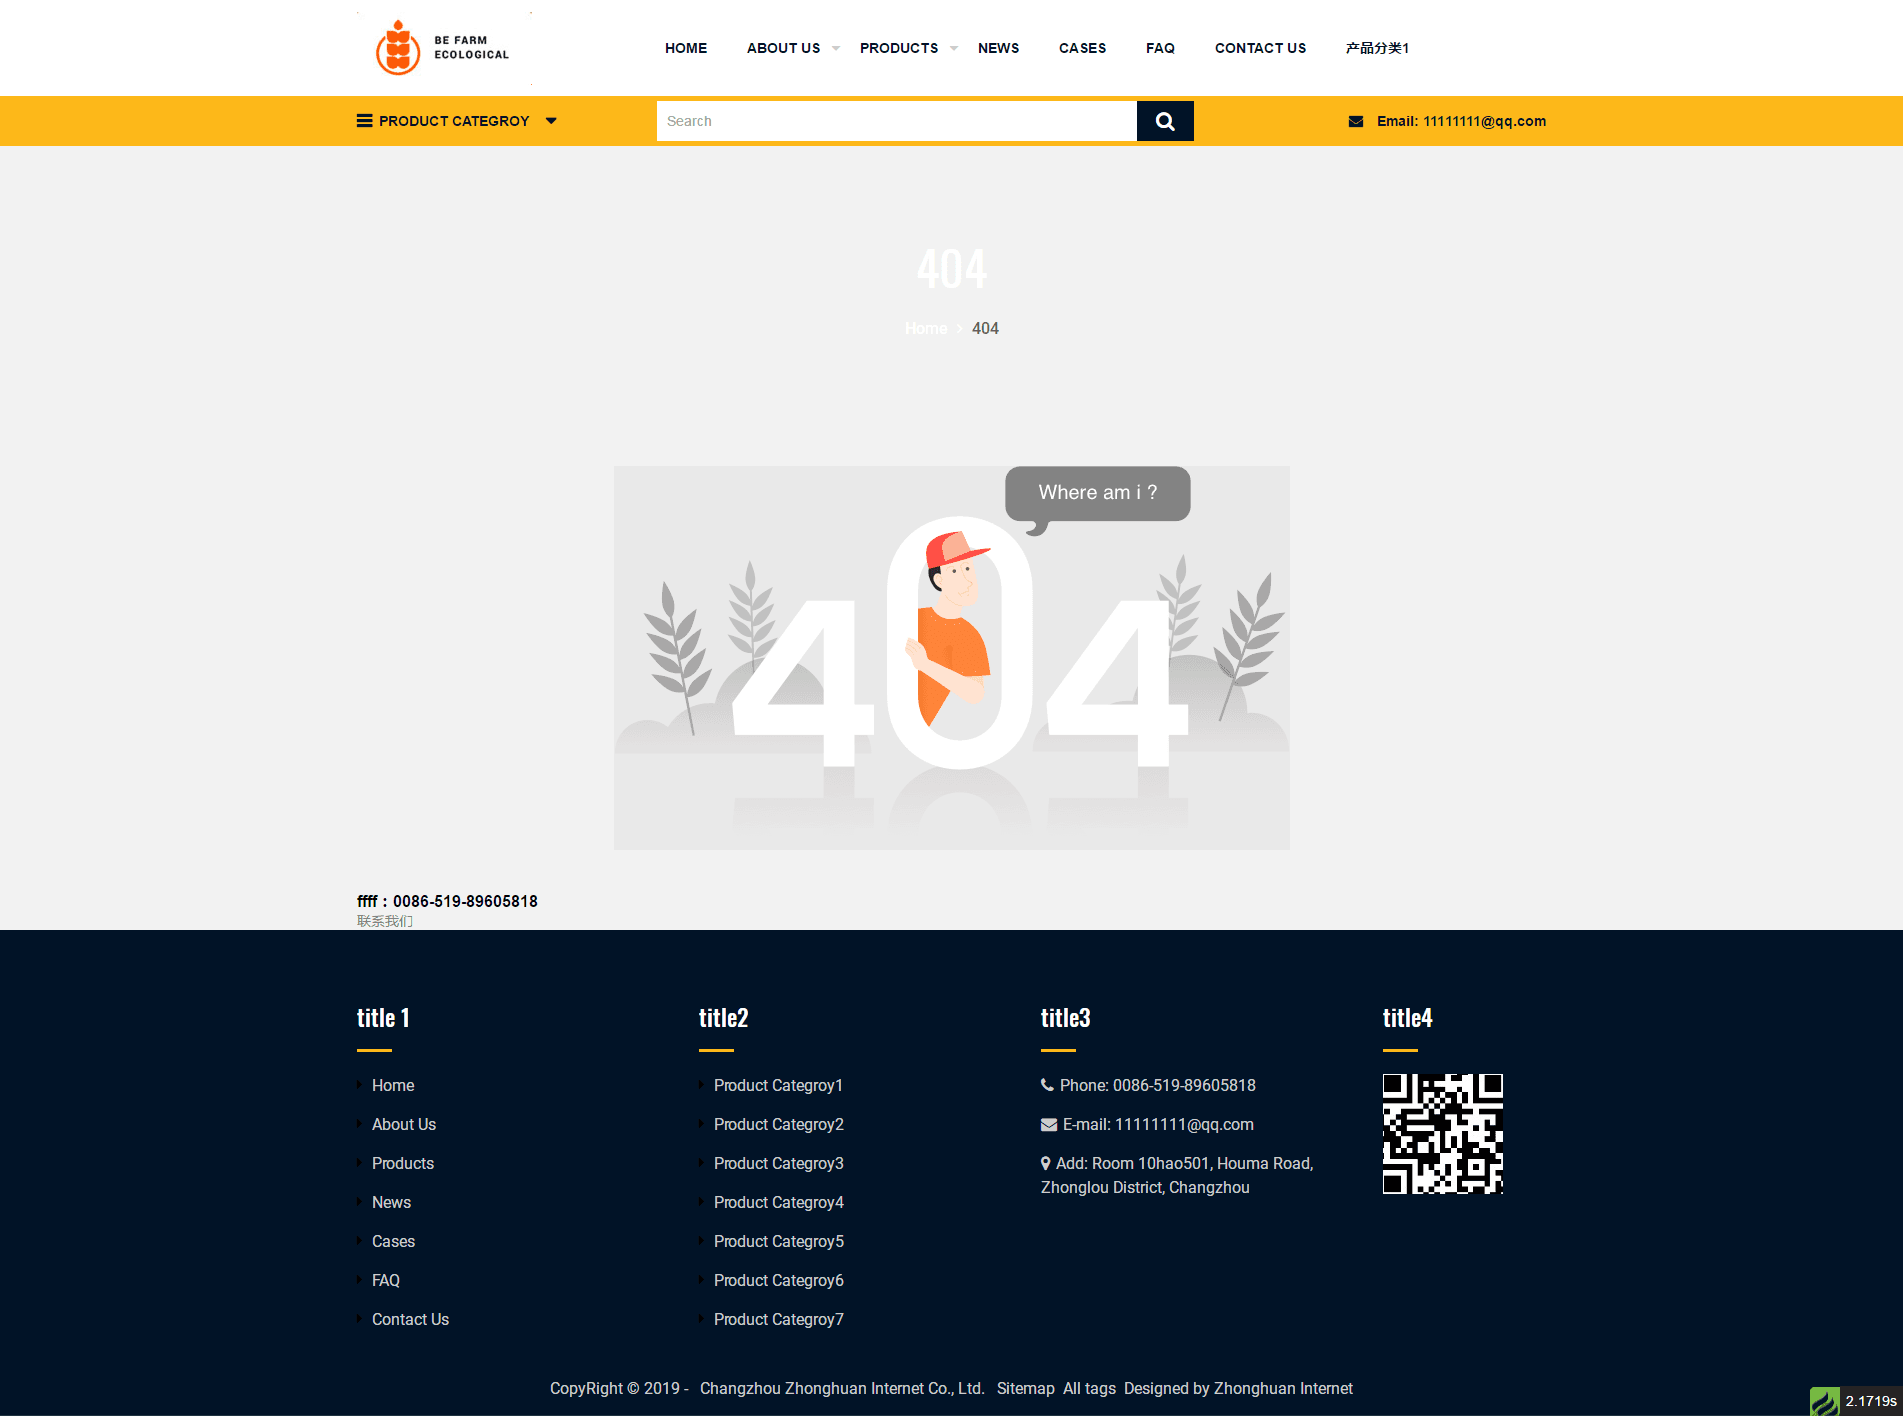 BE FARM
ECOLOGICAL
HOME ABOUT US PRODUCTS NEWS CASES FAQ CONTACT US 产品分类1
PRODUCT CATEGROY
Search
Email: 11111111@qq.com
404
Home > 404
Where am i ?
404
ffff : 0086-519-89605818
联系我们
title 1
Home
About Us
Products
News
Cases
FAQ
Contact Us
title2
Product Categroy1
Product Categroy2
Product Categroy3
Product Categroy4
Product Categroy5
Product Categroy6
Product Categroy7
title3
Phone: 0086-519-89605818
E-mail: 11111111@qq.com
Add: Room 10hao501, Houma Road,
Zhonglou District, Changzhou
title4
CopyRight © 2019 - Changzhou Zhonghuan Internet Co., Ltd. Sitemap All tags Designed by Zhonghuan Internet
2.1719s